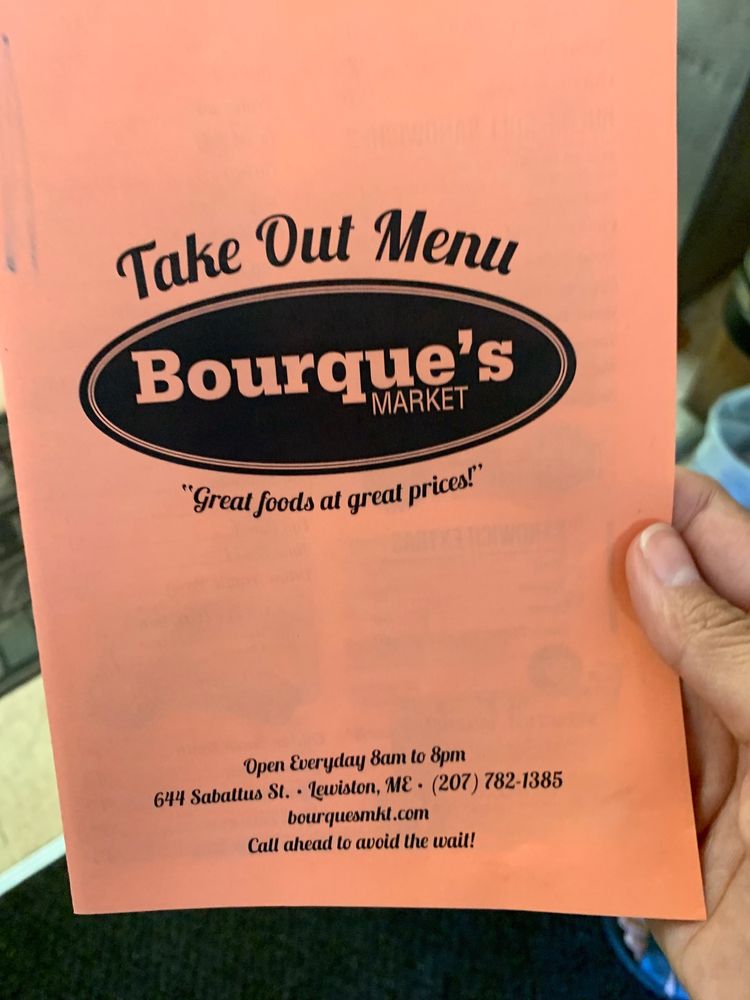 Take Out Menu
Bourque's
MARKET
"Great foods at great prices!"
Open Everyday 8am to 8pm
644 Sabattus St. • Lewiston, ME • (207) 782-1385
bourquesmkt.com
Call ahead to avoid the wait!